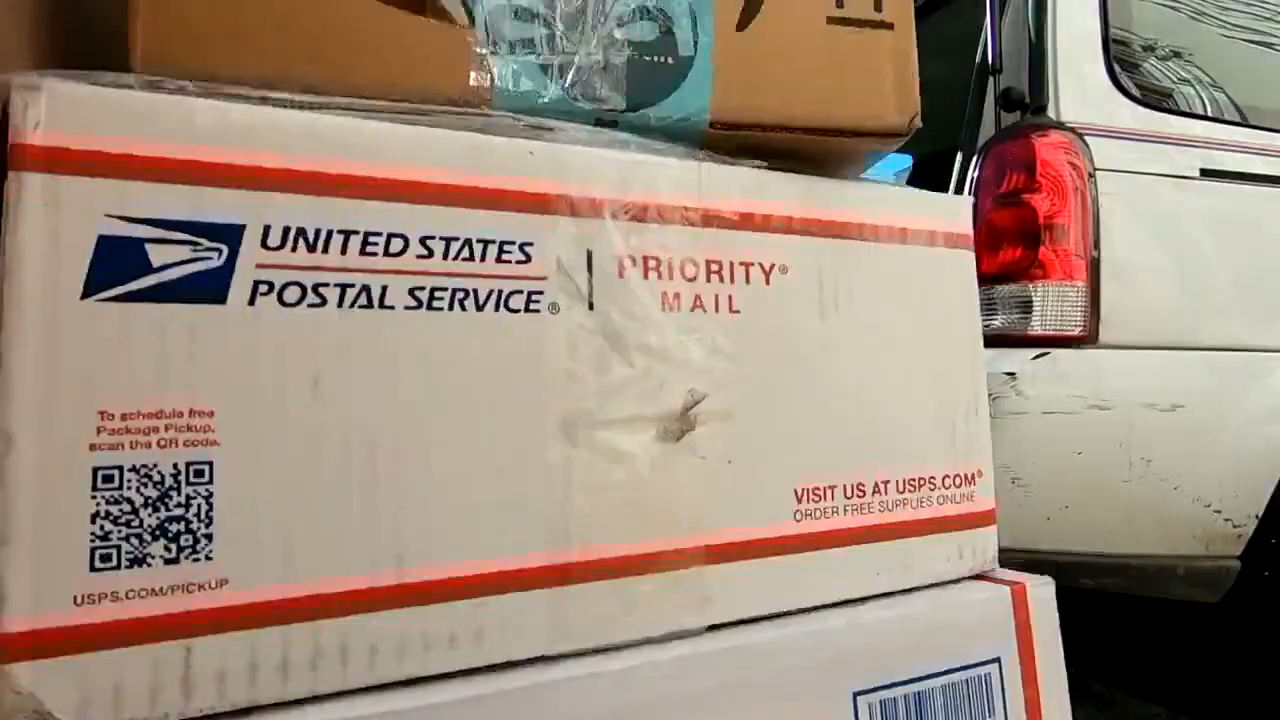 UNITED STATES
POSTAL SERVICE®
PRIORITY®
MAIL
To schedule free
Package Pickup,
scan the QR code.
USPS.COM/PICKUP
VISIT US AT USPS.COM®
ORDER FREE SUPPLIES ONLINE